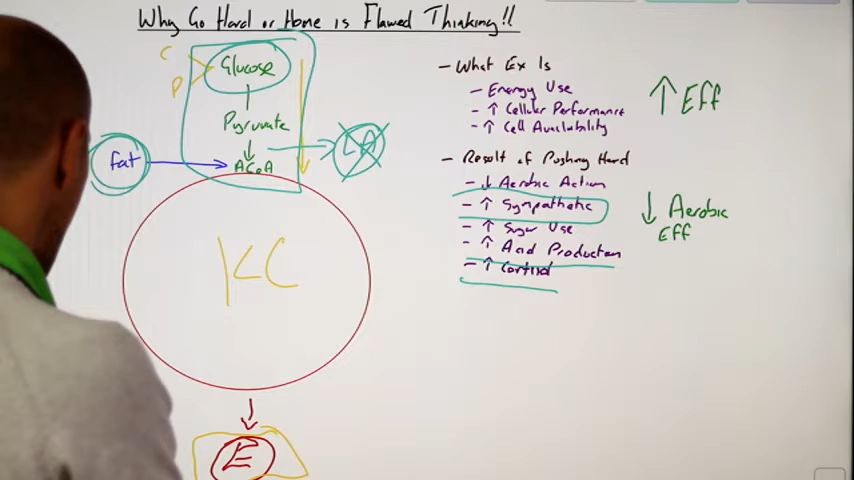 Why Go Hard or Home is Flawed Thinking!!
C
P
Glucose
Pyruvate
LA
Fat
ACoA
KC
E
- What Ex Is
- Energy Use
- ↑ Cellular Performance
- ↑ Cell Availability
↑ Eff
- Result of Pushing Hard
- ↓ Aerobic Action
- ↑ Sympathetic
- ↑ Sugar Use
- ↑ Acid Production
- ↑ Cortisol
↓ Aerobic
Eff